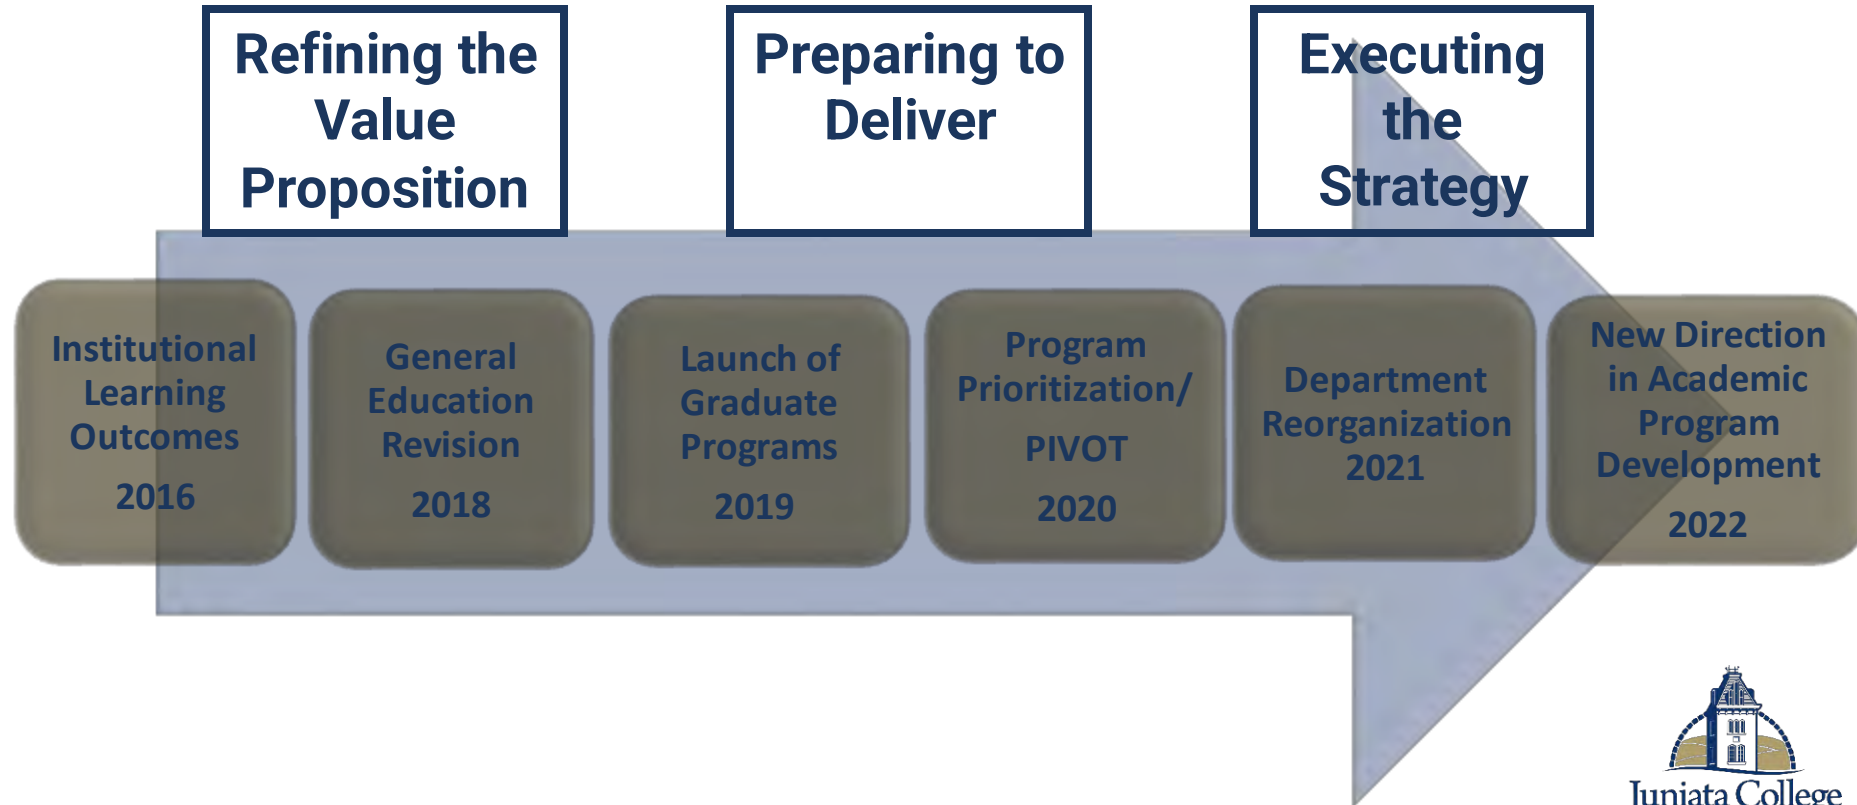 Refining the
Value
Proposition
Preparing to
Deliver
Executing
the
Strategy
Institutional
Learning
Outcomes
2016
General
Education
Revision
2018
Launch of
Graduate
Programs
2019
Program
Prioritization/
PIVOT
2020
Department
Reorganization
2021
New Direction
in Academic
Program
Development
2022
Juniata College